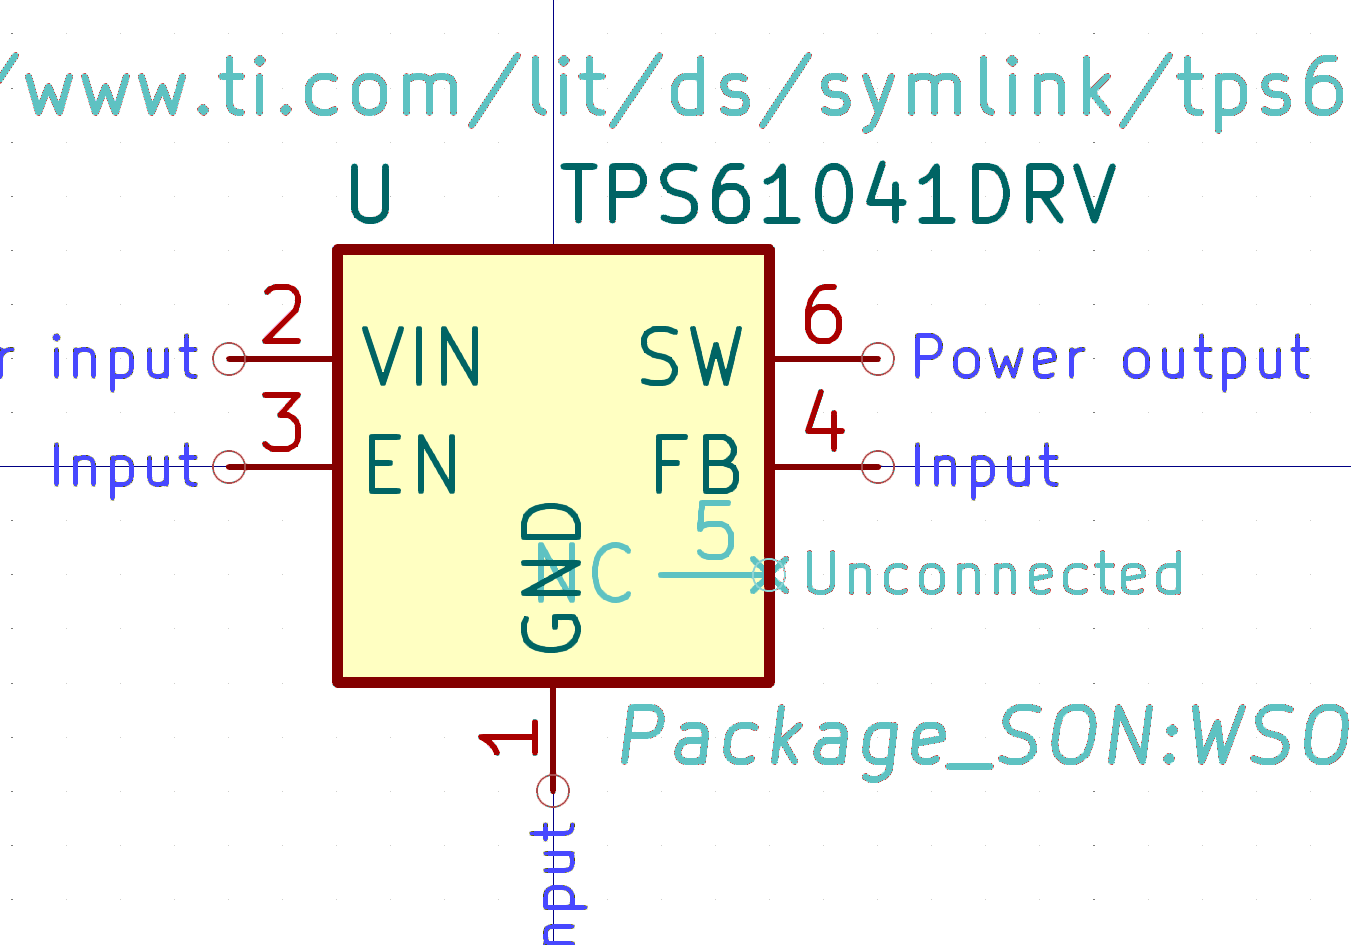 /www.ti.com/lit/ds/symlink/tps6
U TPS61041DRV
2 6
r input VIN SW Power output
3 4
Input EN FB Input
5
GND NC Unconnected
1
Package_SON:WSO
nput